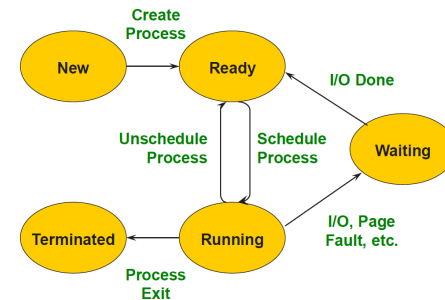 Create
Process
New
Ready
I/O Done
Unschedule
Process
Schedule
Process
Waiting
Terminated
Running
I/O, Page
Fault, etc.
Process
Exit